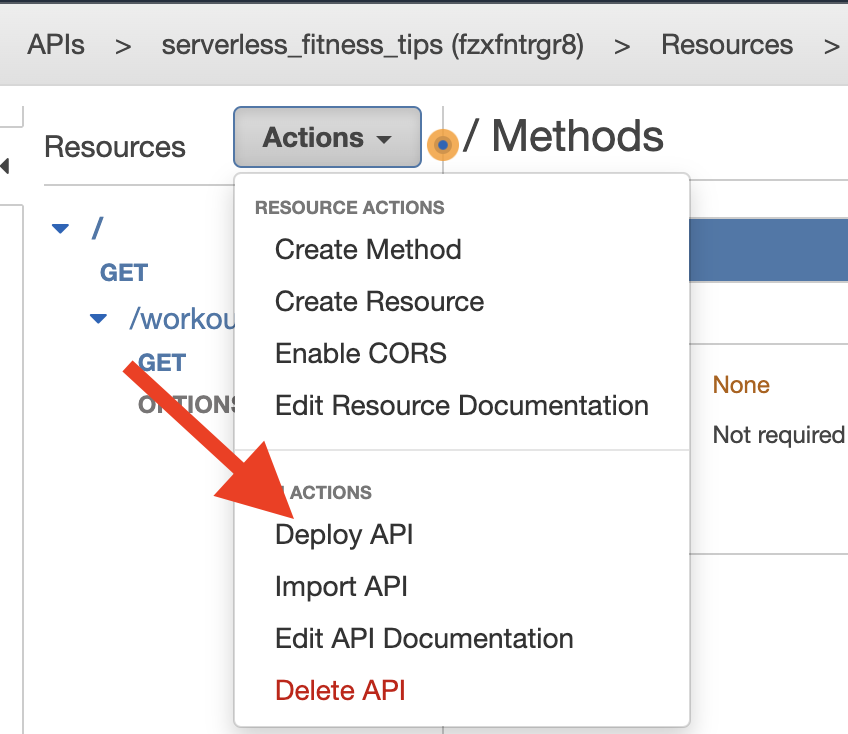 APIs > serverless_fitness_tips (fzxfntrgr8) > Resources >
Resources
Actions
/ Methods
/
GET
/workou
GET
OPTIONS
RESOURCE ACTIONS
Create Method
Create Resource
Enable CORS
Edit Resource Documentation
ACTIONS
Deploy API
Import API
Edit API Documentation
Delete API
None
Not required